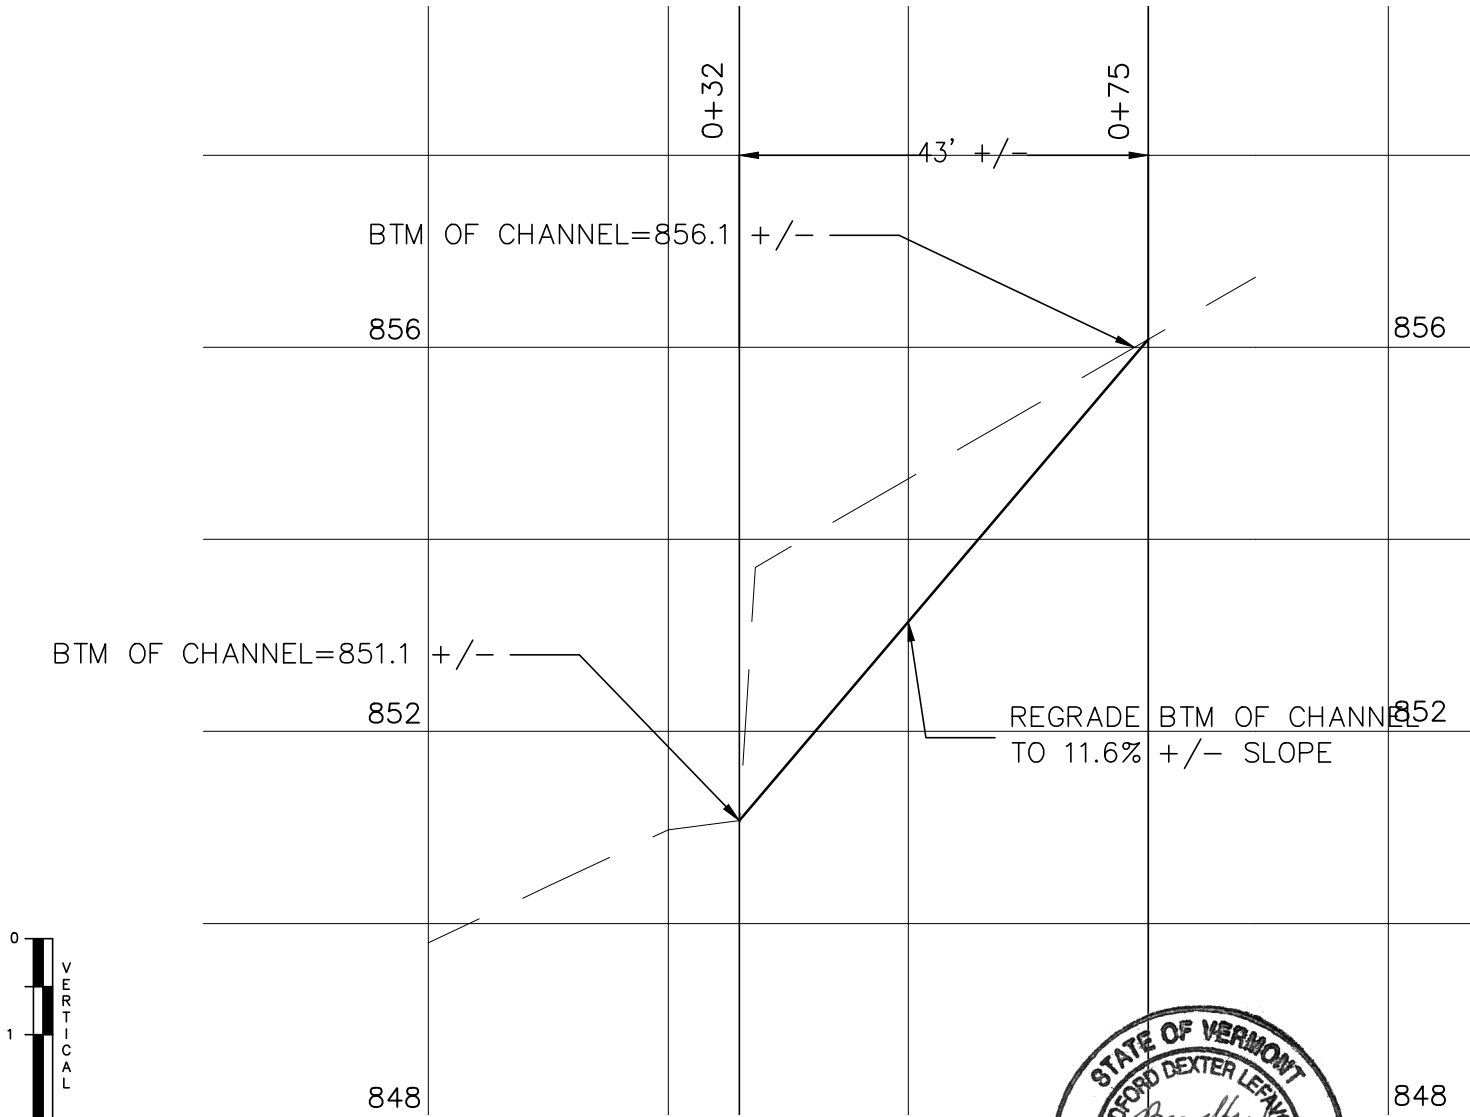 0+32
0+75
43' +/-
BTM OF CHANNEL=856.1 +/-
856
856
BTM OF CHANNEL=851.1 +/-
852
852
REGRADE BTM OF CHANNEL
TO 11.6% +/- SLOPE
0
1
VERTICAL
848
848
STATE OF VERMONT
DEXTER